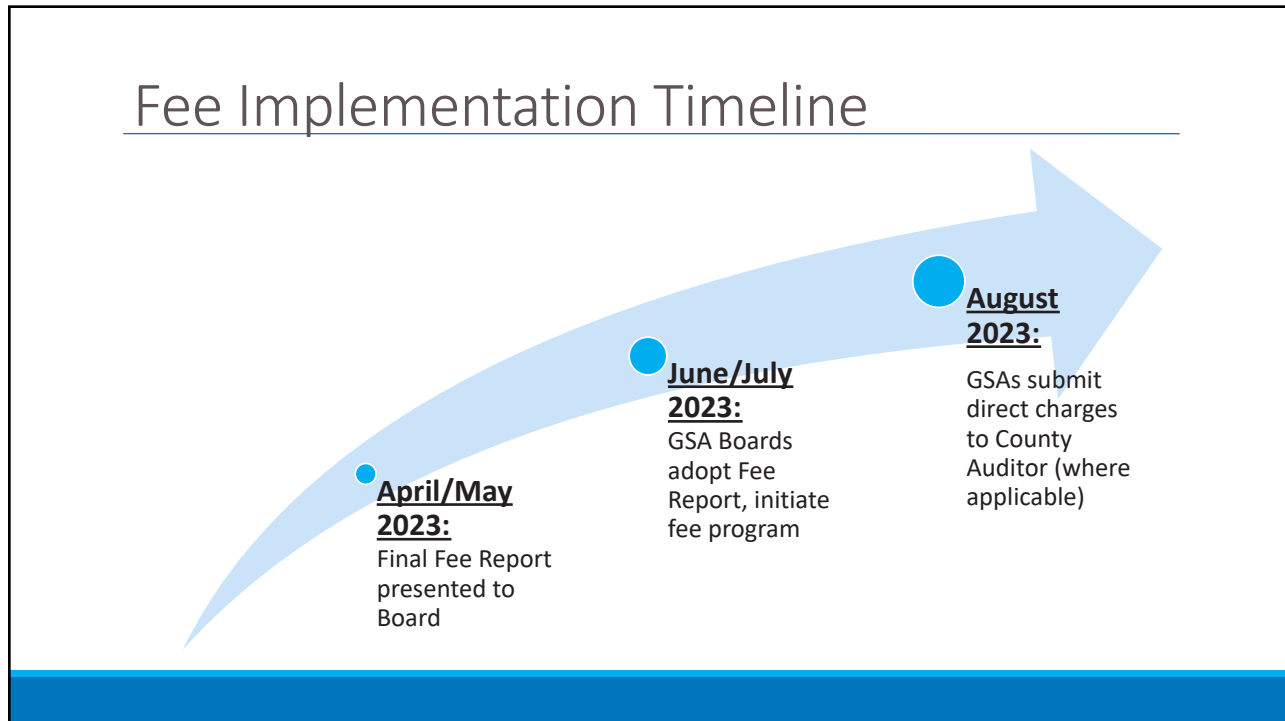 Fee Implementation Timeline
April/May
2023:
Final Fee Report
presented to
Board
June/July
2023:
GSA Boards
adopt Fee
Report, initiate
fee program
August
2023:
GSAs submit
direct charges
to County
Auditor (where
applicable)